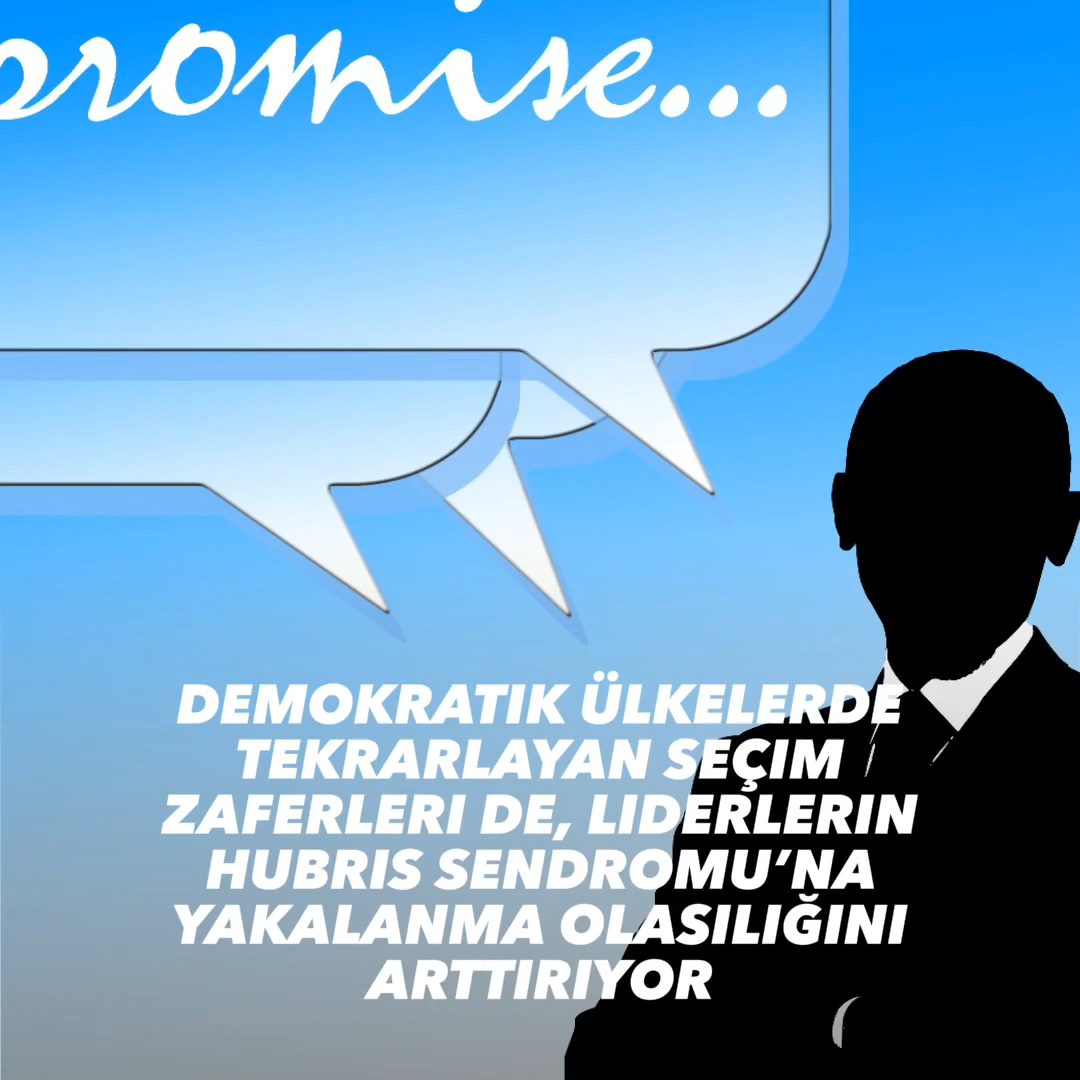 promise...
DEMOKRATIK ÜLKELERDE
TEKRARLAYAN SEÇIM
ZAFERLERI DE, LIDERLERIN
HUBRIS SENDROMU’NA
YAKALANMA OLASILIĞINI
ARTTIRIYOR